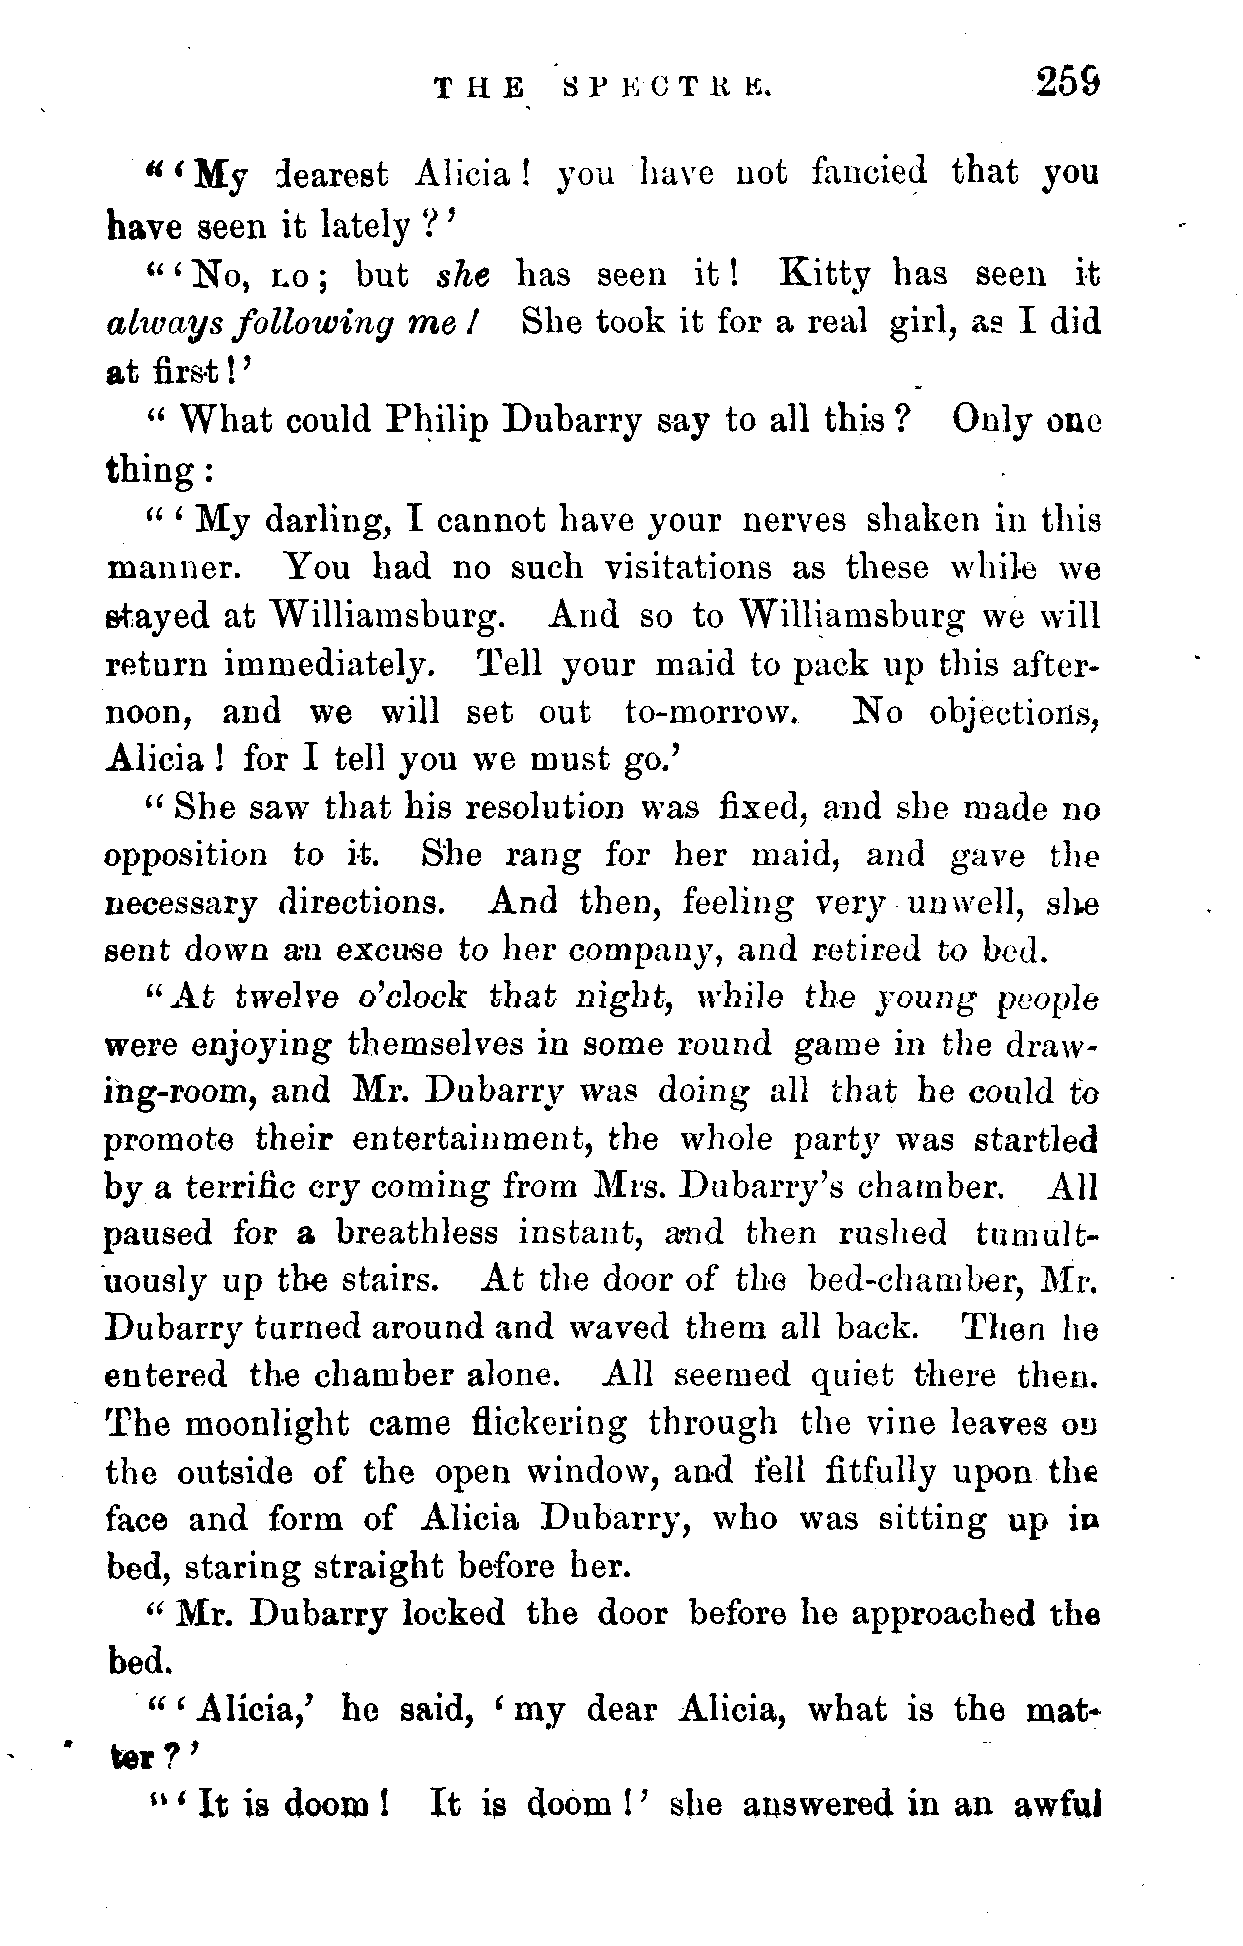 THE SPECTRE. 259
"'My dearest Alicia! you have not fancied that you
have seen it lately?'
"'No, no; but she has seen it! Kitty has seen it
always following me! She took it for a real girl, as I did
at first!'
"What could Philip Dubarry say to all this? Only one
thing:
"'My darling, I cannot have your nerves shaken in this
manner. You had no such visitations as these while we
stayed at Williamsburg. And so to Williamsburg we will
return immediately. Tell your maid to pack up this after-
noon, and we will set out to-morrow. No objections,
Alicia! for I tell you we must go.'
"She saw that his resolution was fixed, and she made no
opposition to it. She rang for her maid, and gave the
necessary directions. And then, feeling very unwell, she
sent down an excuse to her company, and retired to bed.
"At twelve o'clock that night, while the young people
were enjoying themselves in some round game in the draw-
ing-room, and Mr. Dubarry was doing all that he could to
promote their entertainment, the whole party was startled
by a terrific cry coming from Mrs. Dubarry's chamber. All
paused for a breathless instant, and then rushed tumult-
uously up the stairs. At the door of the bed-chamber, Mr.
Dubarry turned around and waved them all back. Then he
entered the chamber alone. All seemed quiet there then.
The moonlight came flickering through the vine leaves on
the outside of the open window, and fell fitfully upon the
face and form of Alicia Dubarry, who was sitting up in
bed, staring straight before her.
"Mr. Dubarry locked the door before he approached the
bed.
"'Alicia,' he said, 'my dear Alicia, what is the mat-
ter?'
"'It is doom! It is doom!' she answered in an awful